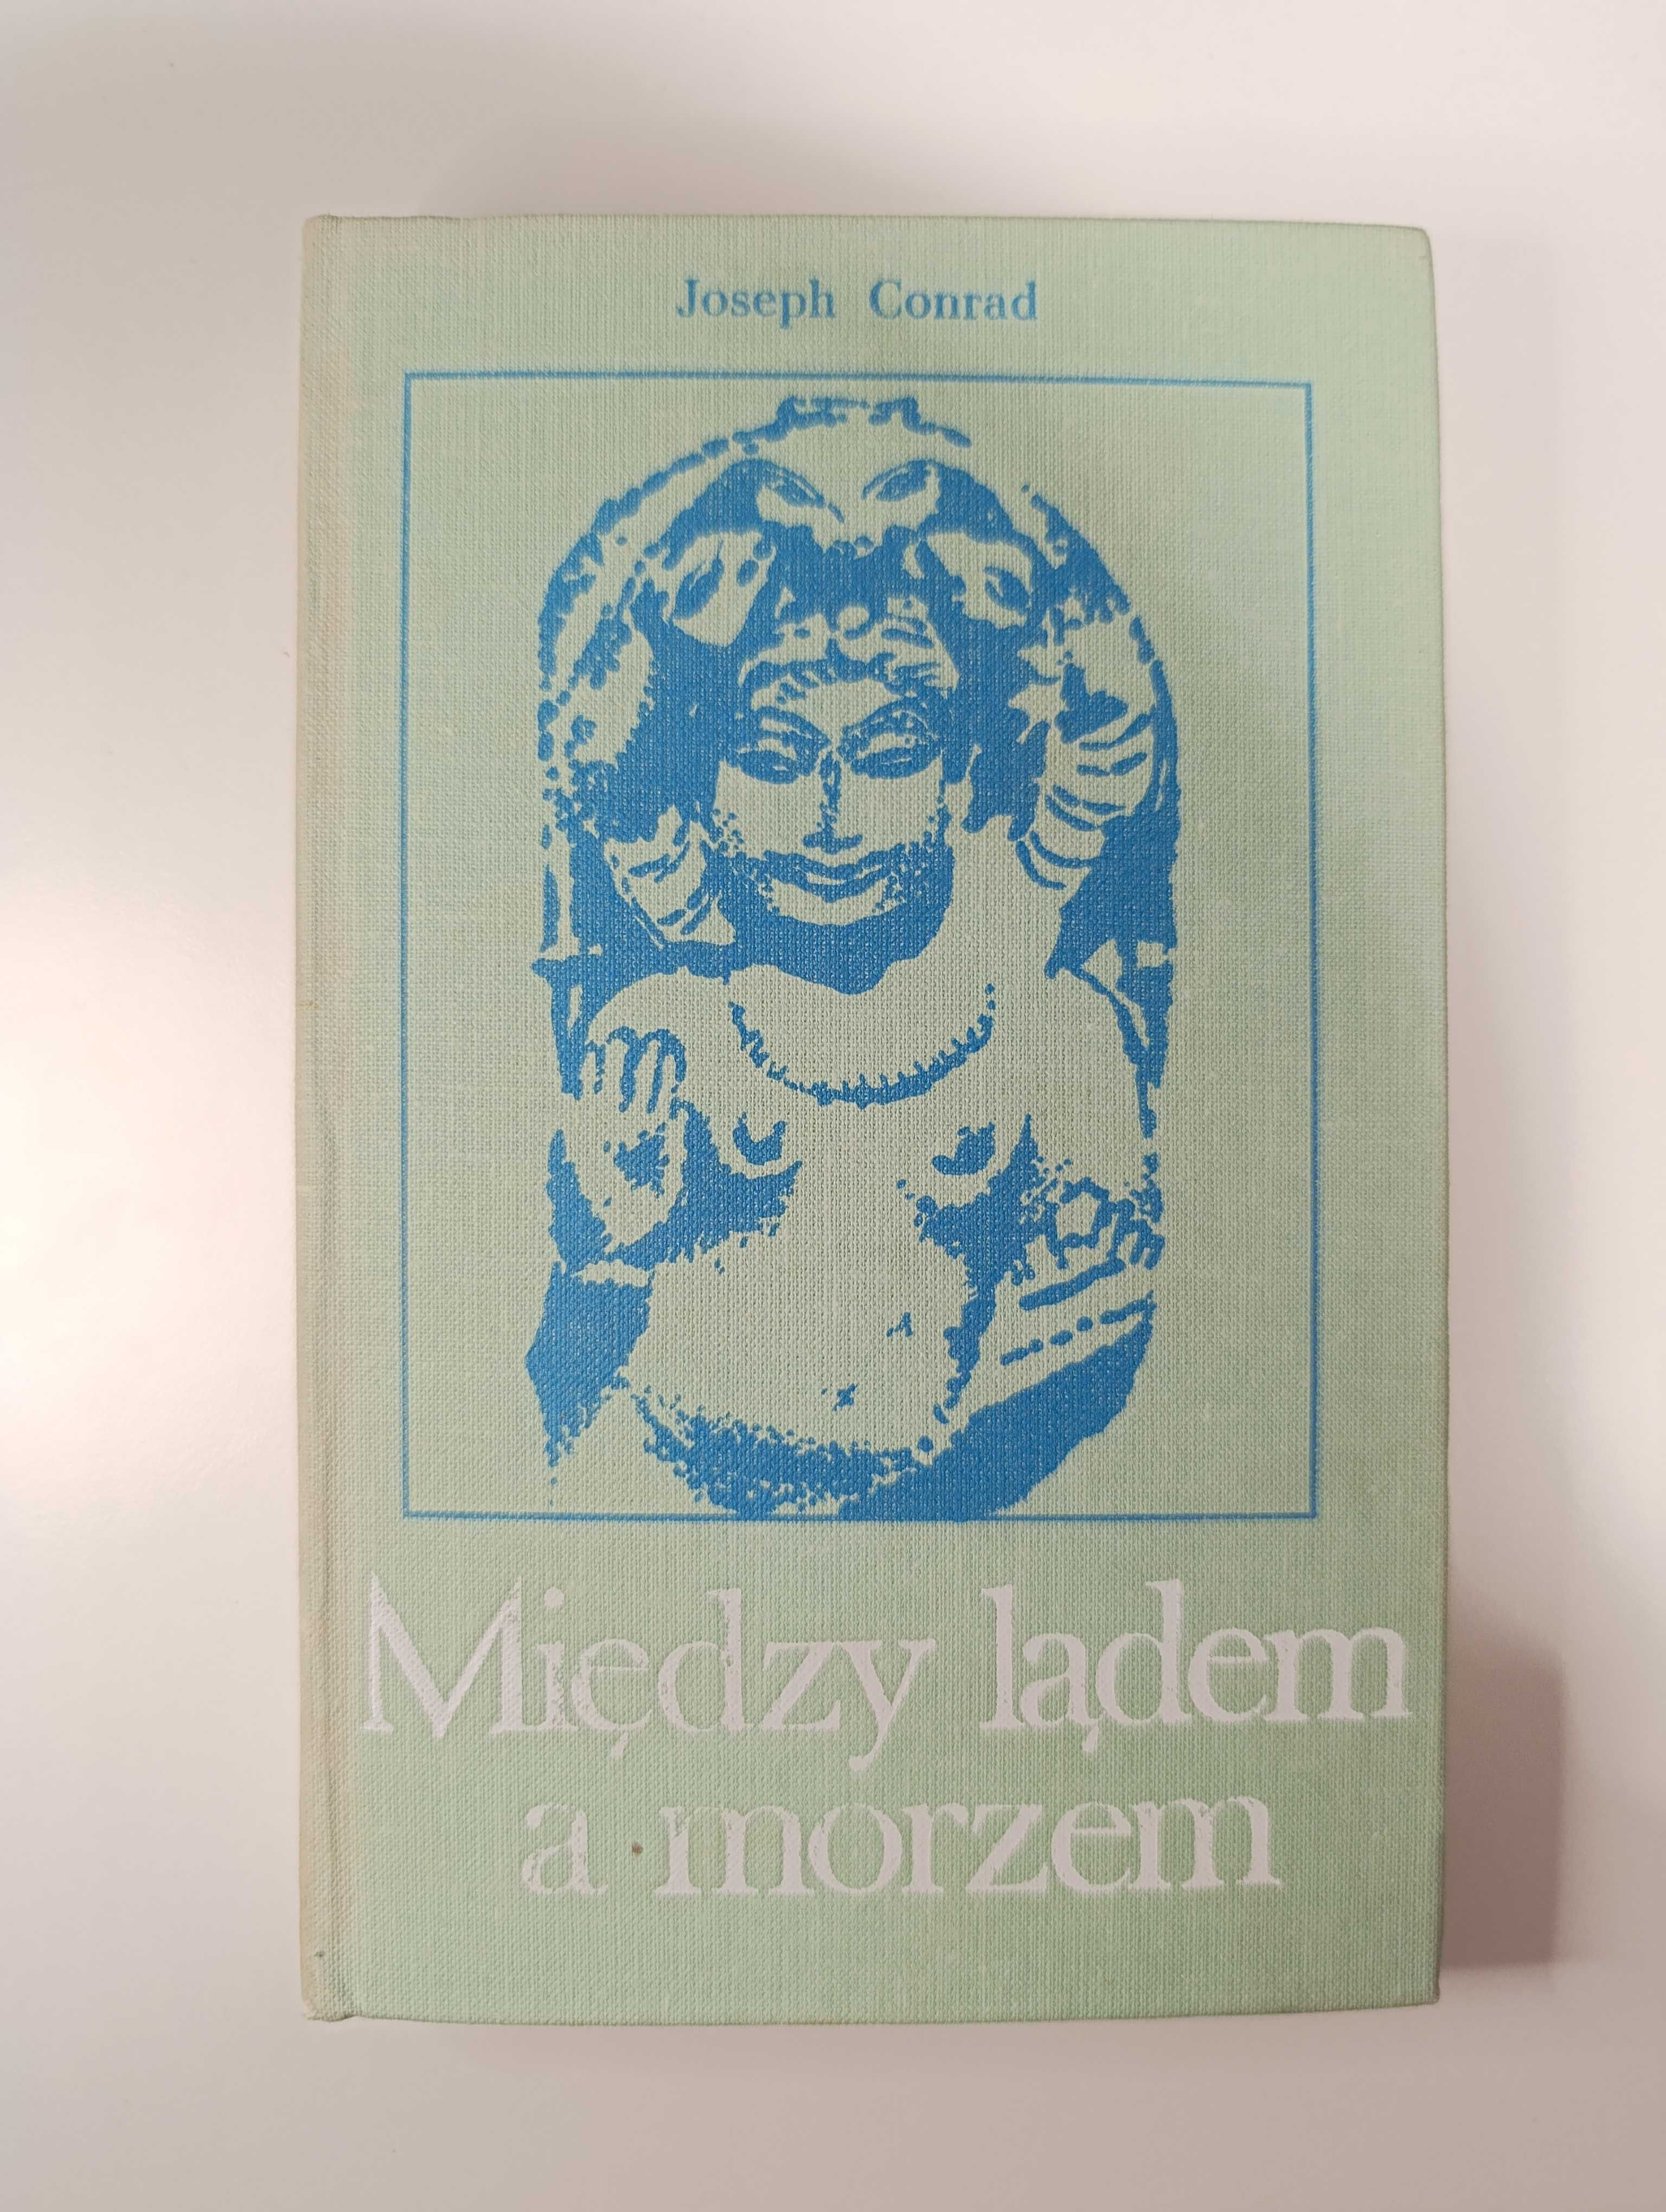 Joseph Conrad
Między lądem
a morzem